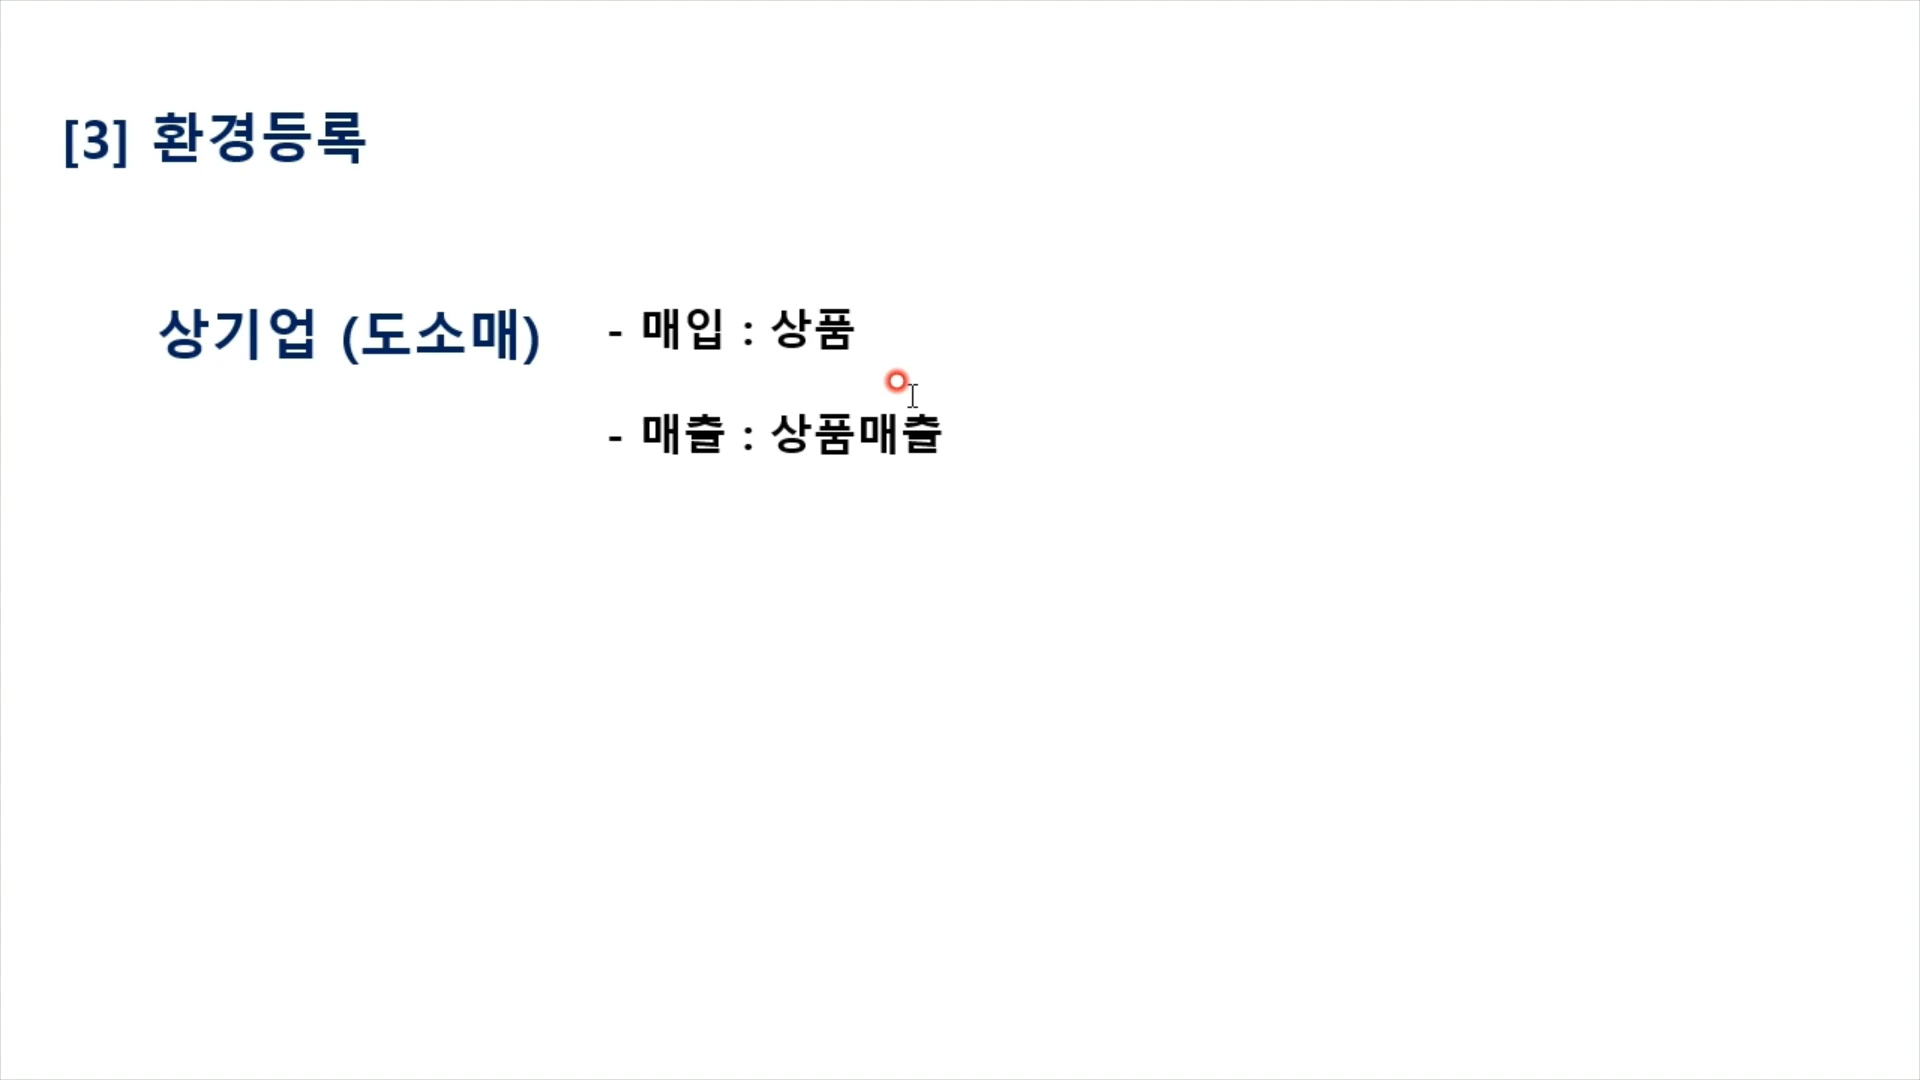 [3] 환경등록
상기업 (도소매)
- 매입 : 상품
- 매출 : 상품매출